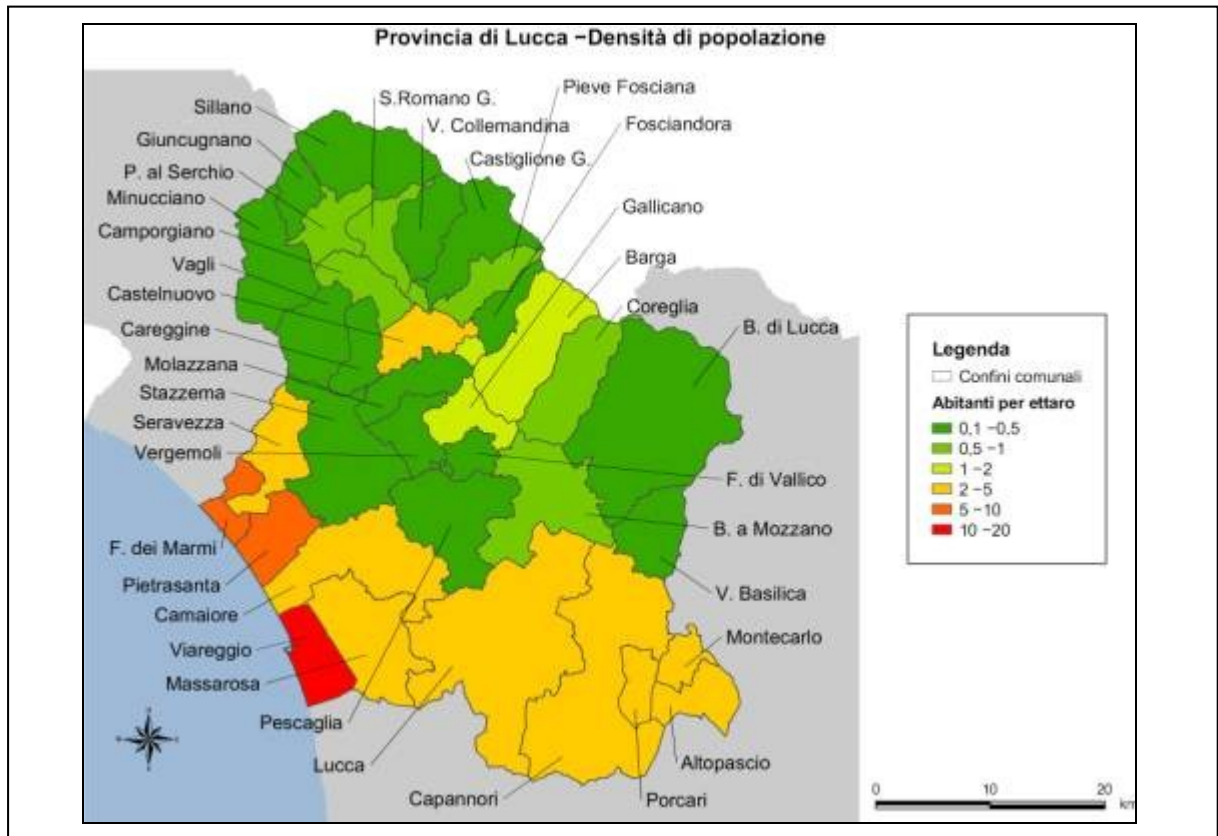 Provincia di Lucca −Densità di popolazione
Sillano
Giuncugnano
P. al Serchio
Minucciano
Camporgiano
Vagli
Castelnuovo
Careggine
Molazzana
Stazzema
Seravezza
Vergemoli
F. dei Marmi
Pietrasanta
Camaiore
Viareggio
Massarosa
Pescaglia
Lucca
Capannori
S.Romano G.
V. Collemandina
Castiglione G.
Pieve Fosciana
Fosciandora
Gallicano
Barga
Coreglia
B. di Lucca
F. di Vallico
B. a Mozzano
V. Basilica
Montecarlo
Altopascio
Porcari
Legenda
Confini comunali
Abitanti per ettaro
0,1 −0,5
0,5 −1
1 −2
2 −5
5 −10
10 −20
0 10 20
km